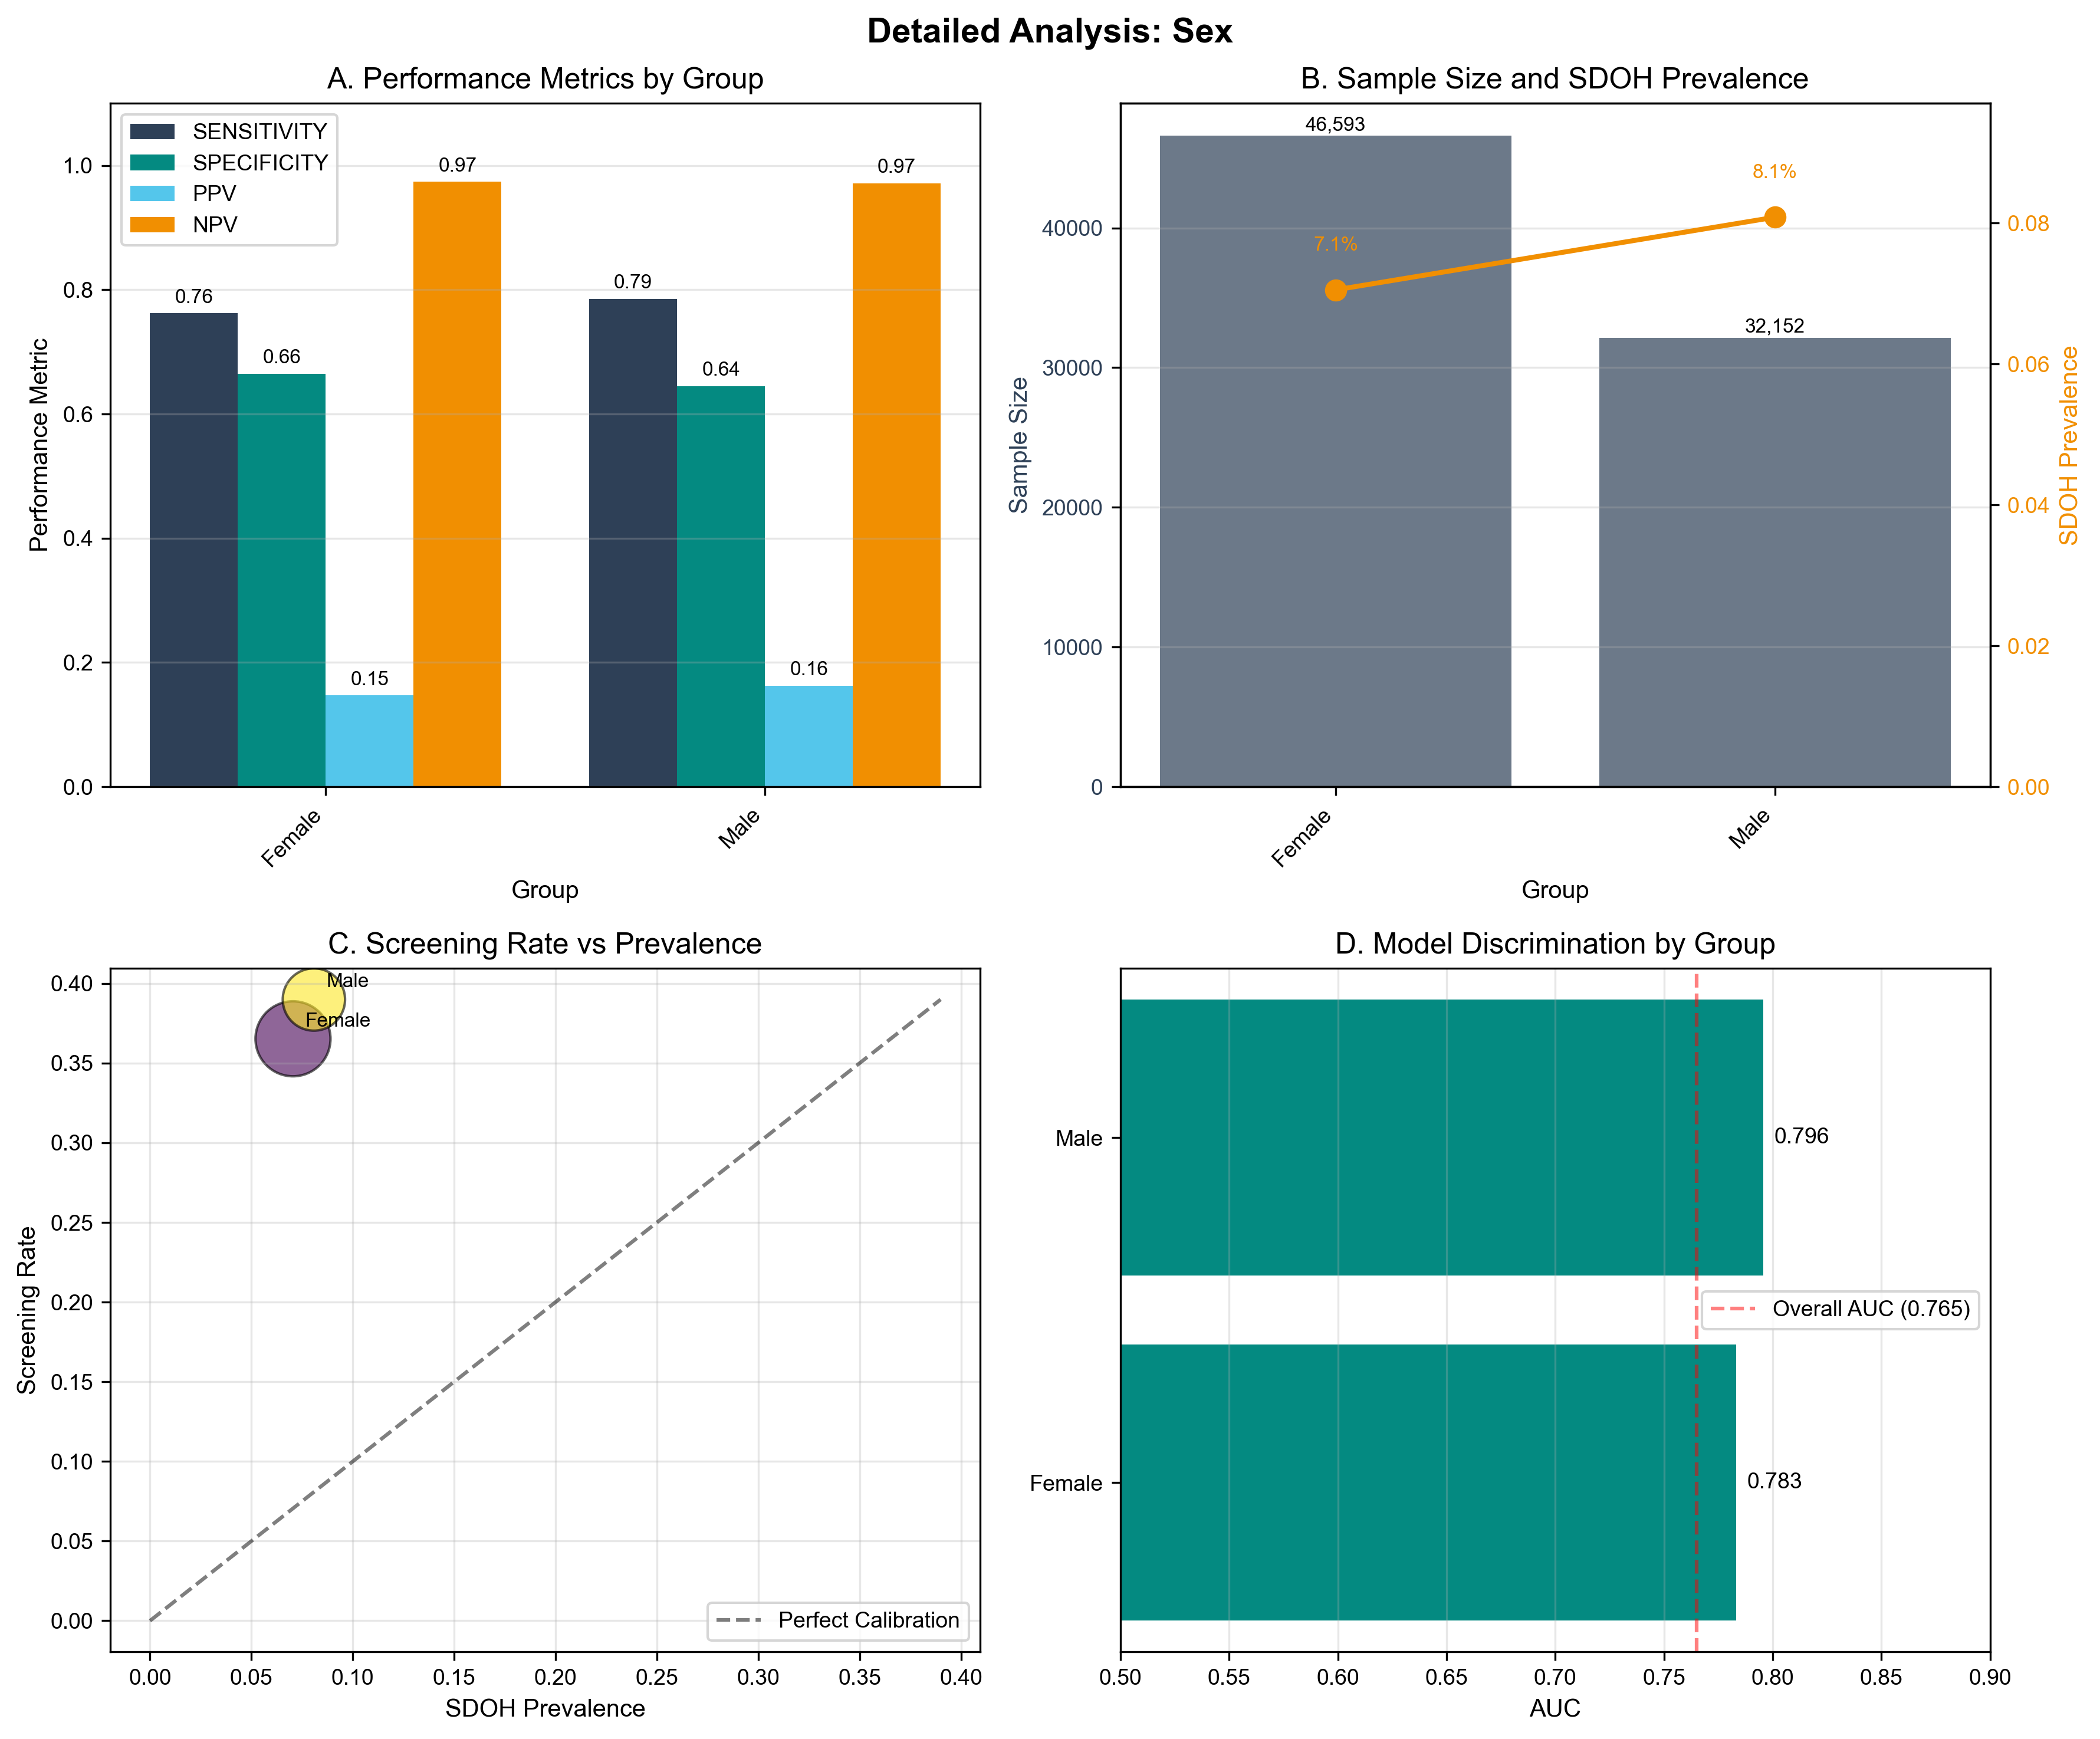 Detailed Analysis: Sex
A. Performance Metrics by Group
SENSITIVITY
SPECIFICITY
PPV
NPV
Performance Metric
1.0
0.8
0.6
0.4
0.2
0.0
0.76
0.66
0.15
0.97
0.79
0.64
0.16
0.97
Female
Male
Group
B. Sample Size and SDOH Prevalence
Sample Size
40000
30000
20000
10000
0
46,593
32,152
7.1%
8.1%
0.08
0.06
0.04
0.02
0.00
SDOH Prevalence
Female
Male
Group
C. Screening Rate vs Prevalence
Screening Rate
0.40
0.35
0.30
0.25
0.20
0.15
0.10
0.05
0.00
Male
Female
Perfect Calibration
0.00
0.05
0.10
0.15
0.20
0.25
0.30
0.35
0.40
SDOH Prevalence
D. Model Discrimination by Group
Male
0.796
Overall AUC (0.765)
Female
0.783
0.50
0.55
0.60
0.65
0.70
0.75
0.80
0.85
0.90
AUC